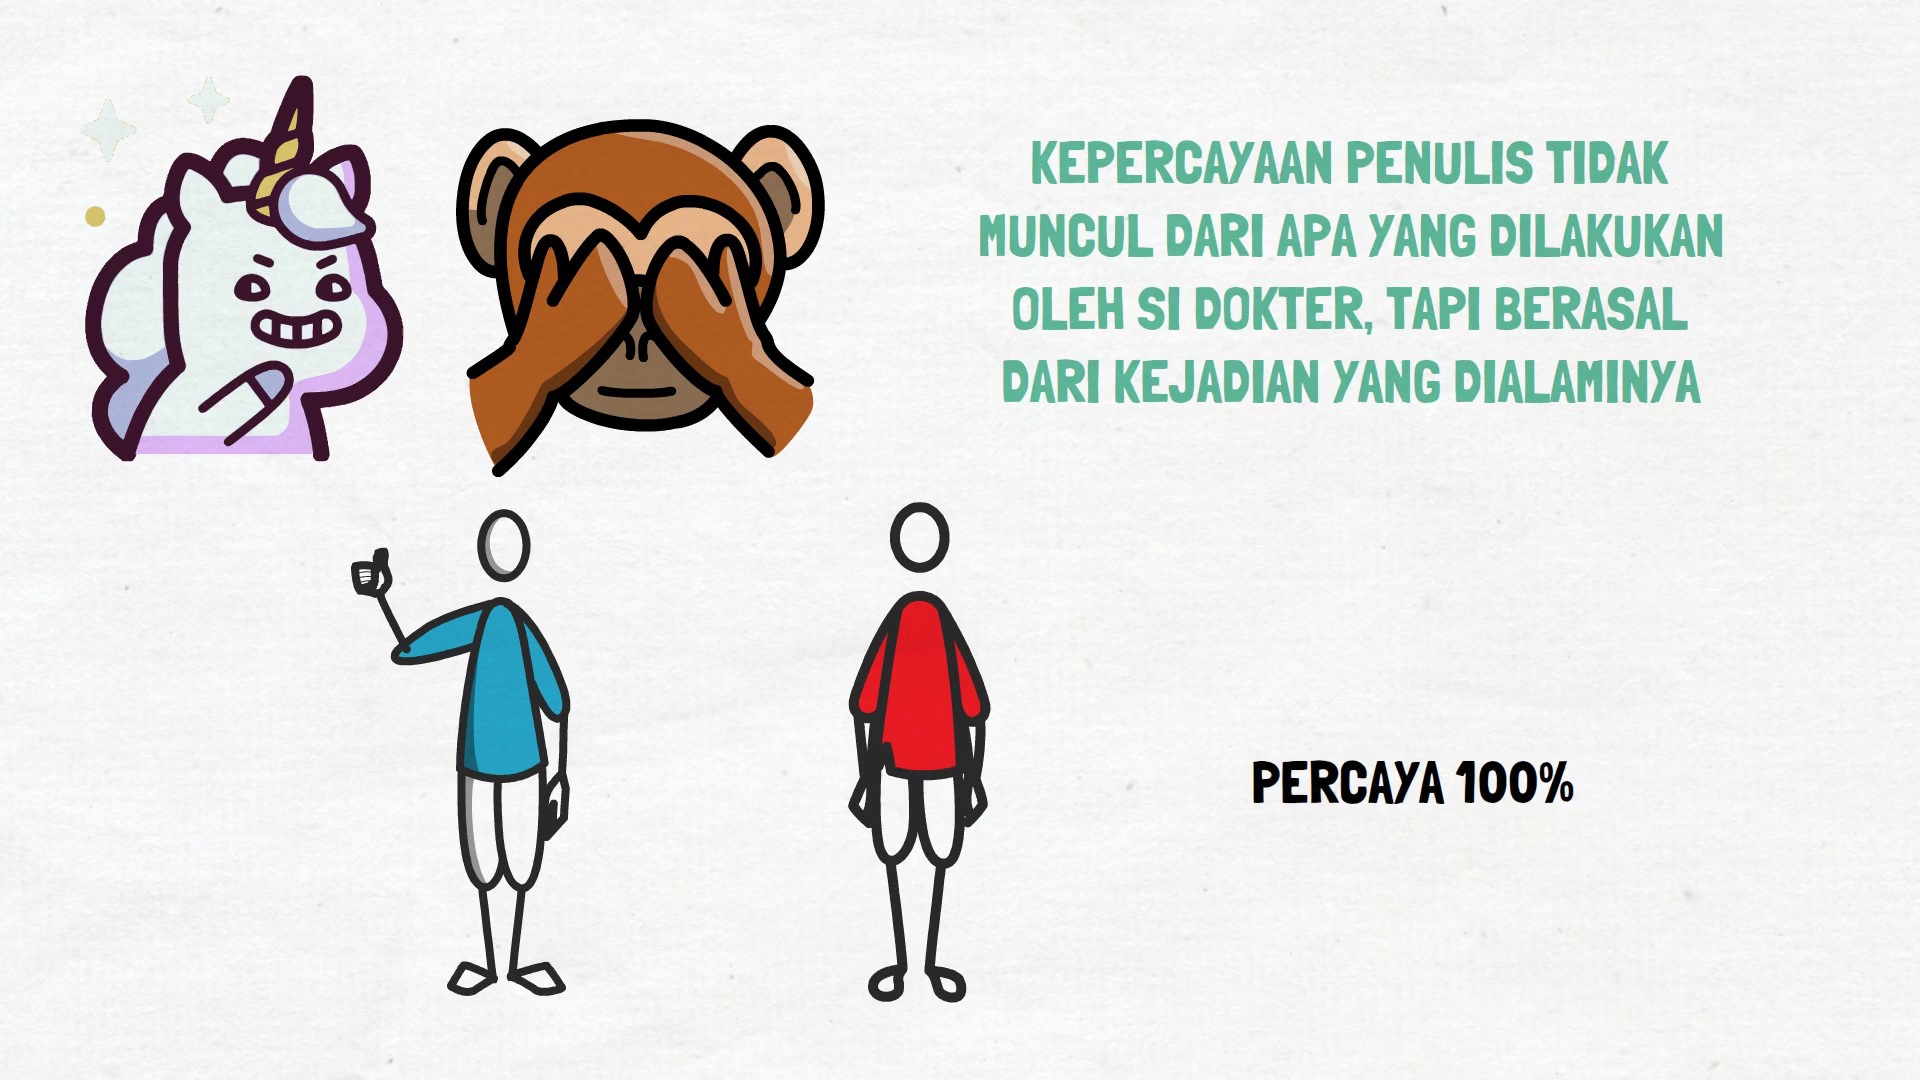 KEPERCAYAAN PENULIS TIDAK
MUNCUL DARI APA YANG DILAKUKAN
OLEH SI DOKTER, TAPI BERASAL
DARI KEJADIAN YANG DIALAMINYA
PERCAYA 100%